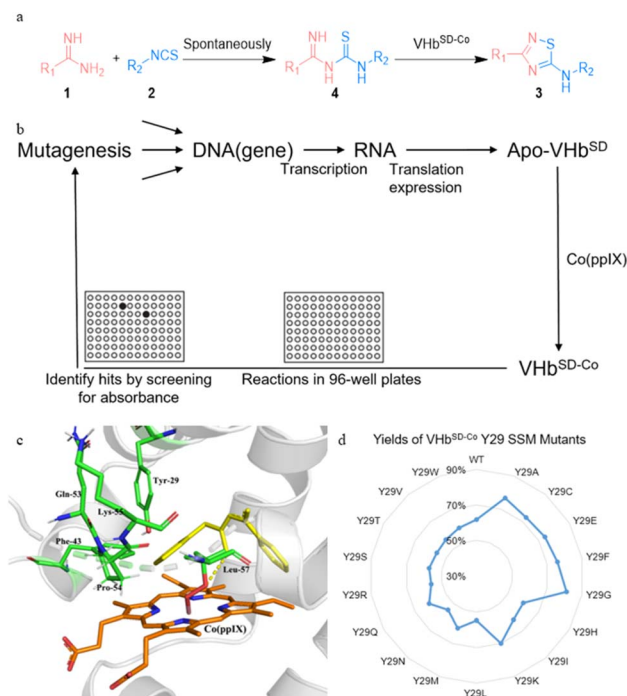 a
NH
R1
NH2
1
+
R2
NCS
2
Spontaneously
NH
S
R1
N
H
N
H
R2
4
VHbSD-Co
N
S
R1
N
N
H
R2
3
b
Mutagenesis
DNA(gene)
RNA
Apo-VHbSD
Transcription
Translation
expression
Co(ppIX)
VHbSD-Co
Identify hits by screening
for absorbance
Reactions in 96-well plates
c
Gln-53
Lys-55
Tyr-29
Phe-43
Pro-54
Leu-57
Co(ppIX)
d
Yields of VHbSD-Co Y29 SSM Mutants
WT
90%
70%
50%
30%
Y29A
Y29C
Y29E
Y29F
Y29G
Y29H
Y29I
Y29K
Y29L
Y29M
Y29N
Y29Q
Y29R
Y29S
Y29T
Y29V
Y29W